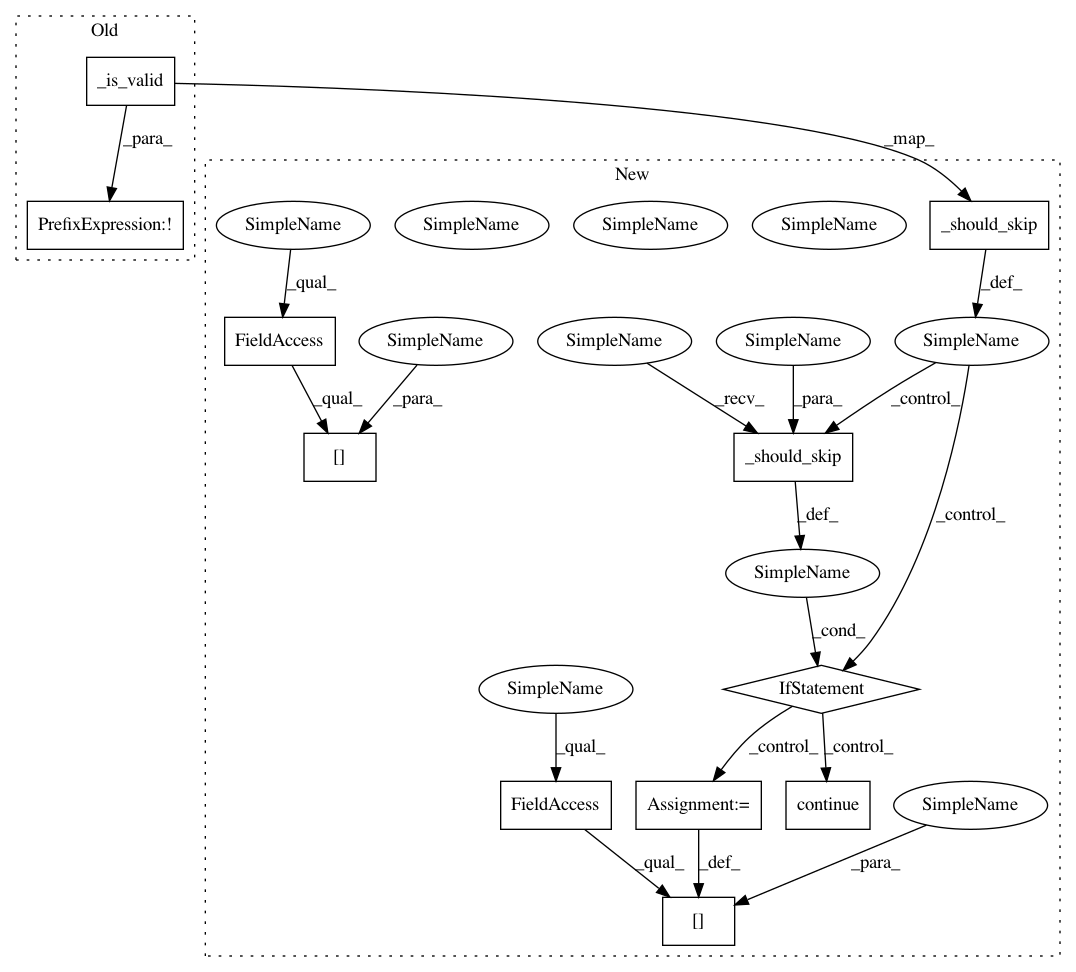 Old
_is_valid
_para_
_map_
New
PrefixExpression:!
SimpleName
SimpleName
SimpleName
SimpleName
_should_skip
_qual_
_def_
FieldAccess
SimpleName
SimpleName
SimpleName
SimpleName
_qual_
_para_
_recv_
_para_
_control_
[]
_should_skip
_def_
_control_
SimpleName
_cond_
SimpleName
IfStatement
_qual_
_control_
_control_
FieldAccess
Assignment:=
continue
SimpleName
_qual_
_def_
_para_
[]